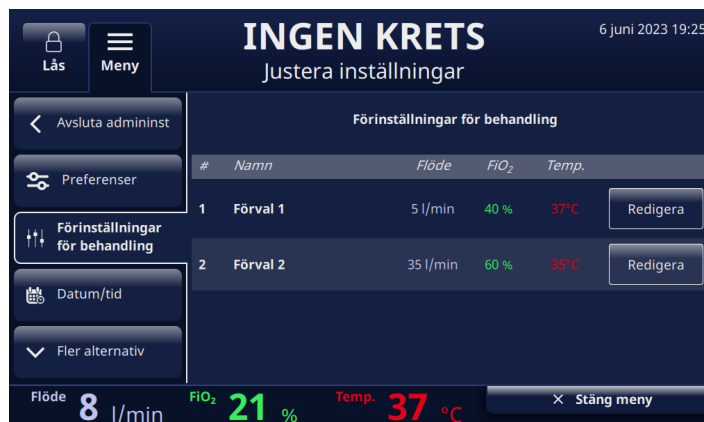 INGEN KRETS
6 juni 2023 19:25
Lås
Meny
Justera inställningar
Avsluta admininst
Preferenser
Förinställningar
för behandling
Datum/tid
Fler alternativ
Förinställningar för behandling
# Namn Flöde FiO₂ Temp.
1 Förval 1 5 l/min 40 % 37°C Redigera
2 Förval 2 35 l/min 60 % 35°C Redigera
Flöde 8 l/min FiO₂ 21 % Temp. 37 °C
× Stäng meny